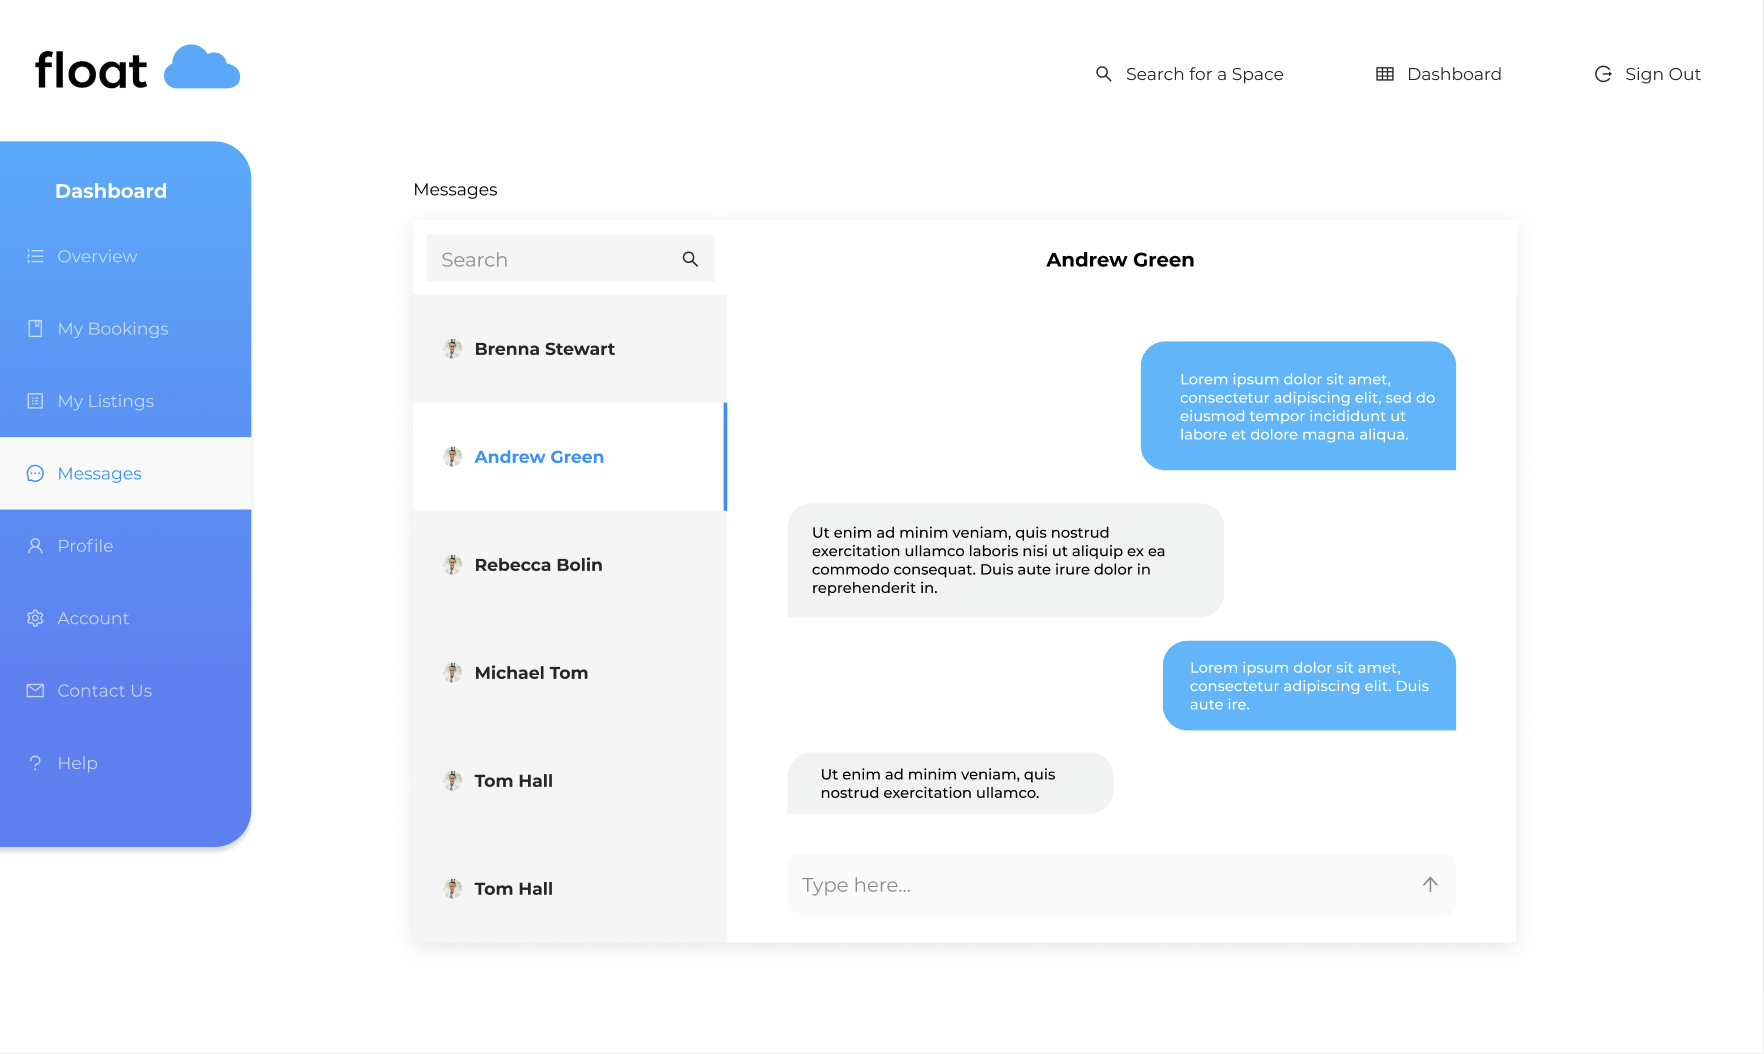 float
Search for a Space
Dashboard
Sign Out
Dashboard
Overview
My Bookings
My Listings
Messages
Profile
Account
Contact Us
Help
Messages
Search
Brenna Stewart
Andrew Green
Rebecca Bolin
Michael Tom
Tom Hall
Tom Hall
Andrew Green
Lorem ipsum dolor sit amet,
consectetur adipiscing elit, sed do
eiusmod tempor incididunt ut
labore et dolore magna aliqua.
Ut enim ad minim veniam, quis nostrud
exercitation ullamco laboris nisi ut aliquip ex ea
commodo consequat. Duis aute irure dolor in
reprehenderit in.
Lorem ipsum dolor sit amet,
consectetur adipiscing elit. Duis
aute ire.
Ut enim ad minim veniam, quis
nostrud exercitation ullamco.
Type here...